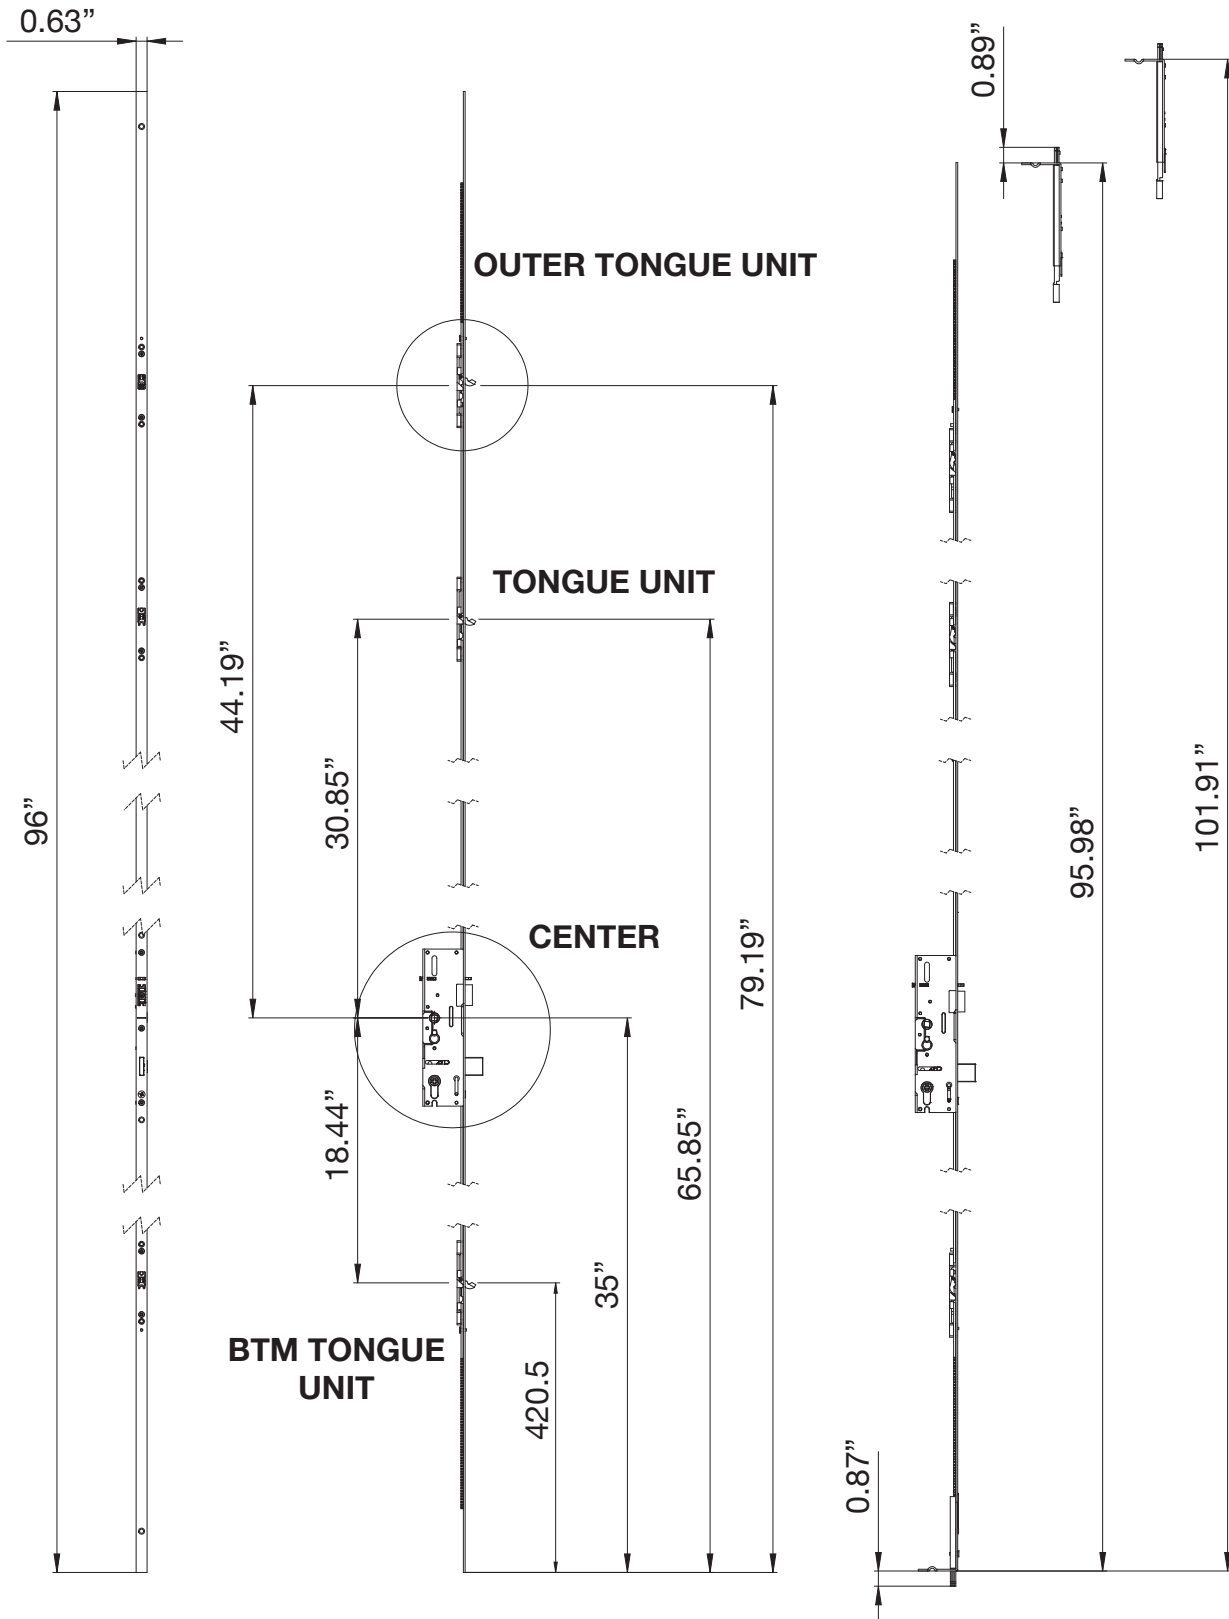 0.63”
0.89”
OUTER TONGUE UNIT
TONGUE UNIT
44.19”
30.85”
96”
101.91”
95.98”
CENTER
79.19”
18.44”
65.85”
35”
BTM TONGUE
UNIT
420.5
0.87”